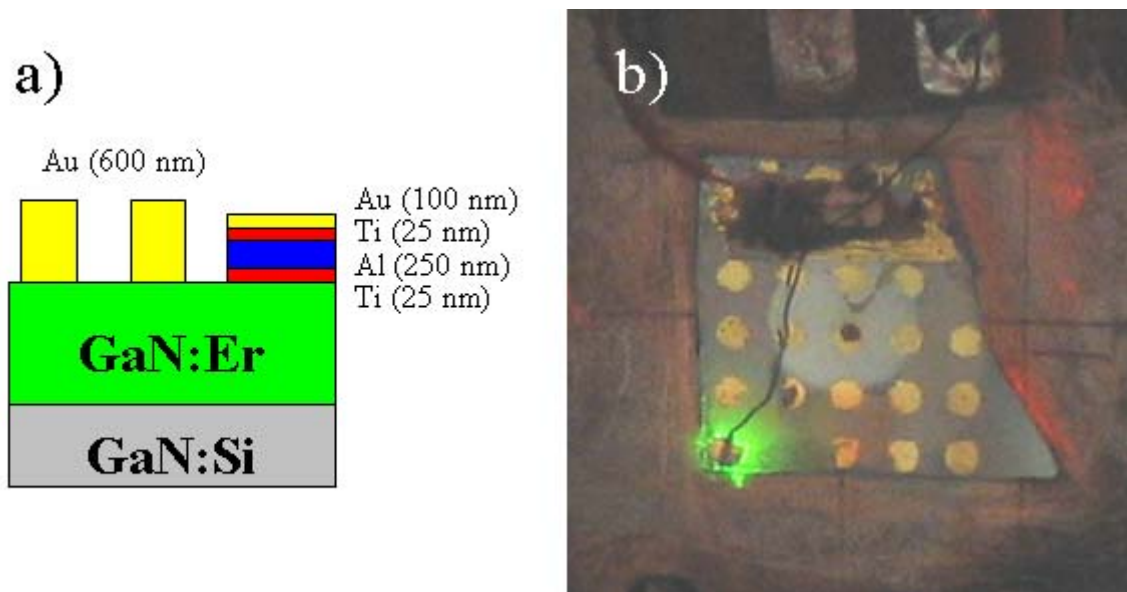 a)
Au (600 nm)
Au (100 nm)
Ti (25 nm)
Al (250 nm)
Ti (25 nm)
GaN:Er
GaN:Si
b)